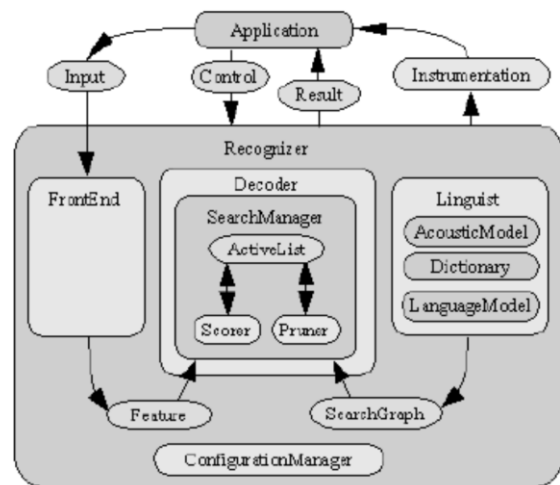 Application
Input
Control
Result
Instrumentation
Recognizer
FrontEnd
Decoder
SearchManager
ActiveList
Scorer
Pruner
Linguist
AcousticModel
Dictionary
LanguageModel
Feature
SearchGraph
ConfigurationManager